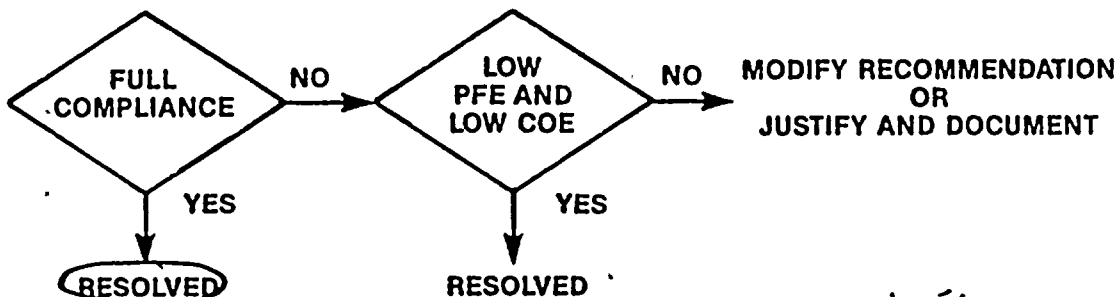 FULL
COMPLIANCE
NO
LOW
PFE AND
LOW COE
NO
MODIFY RECOMMENDATION
OR
JUSTIFY AND DOCUMENT
YES
YES
RESOLVED
RESOLVED